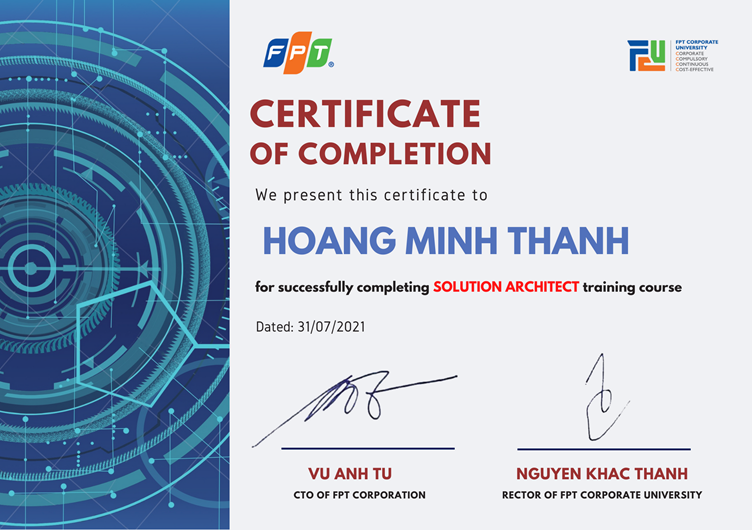 FPT®
FPT CORPORATE
UNIVERSITY
CORPORATE
COMPULSORY
CONTINUOUS
COST-EFFECTIVE
CERTIFICATE
OF COMPLETION
We present this certificate to
HOANG MINH THANH
for successfully completing SOLUTION ARCHITECT training course
Dated: 31/07/2021
VU ANH TU
CTO OF FPT CORPORATION
NGUYEN KHAC THANH
RECTOR OF FPT CORPORATE UNIVERSITY